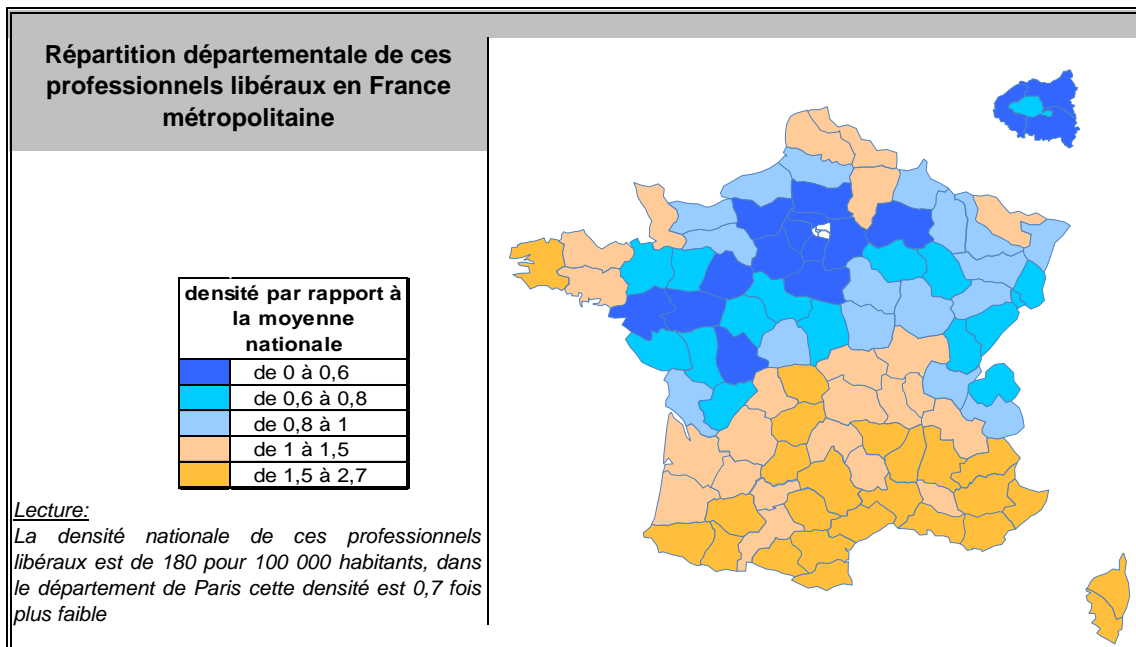 Répartition départementale de ces
professionnels libéraux en France
métropolitaine
densité par rapport à
la moyenne
nationale
de 0 à 0,6
de 0,6 à 0,8
de 0,8 à 1
de 1 à 1,5
de 1,5 à 2,7
Lecture:
La densité nationale de ces professionnels
libéraux est de 180 pour 100 000 habitants, dans
le département de Paris cette densité est 0,7 fois
plus faible